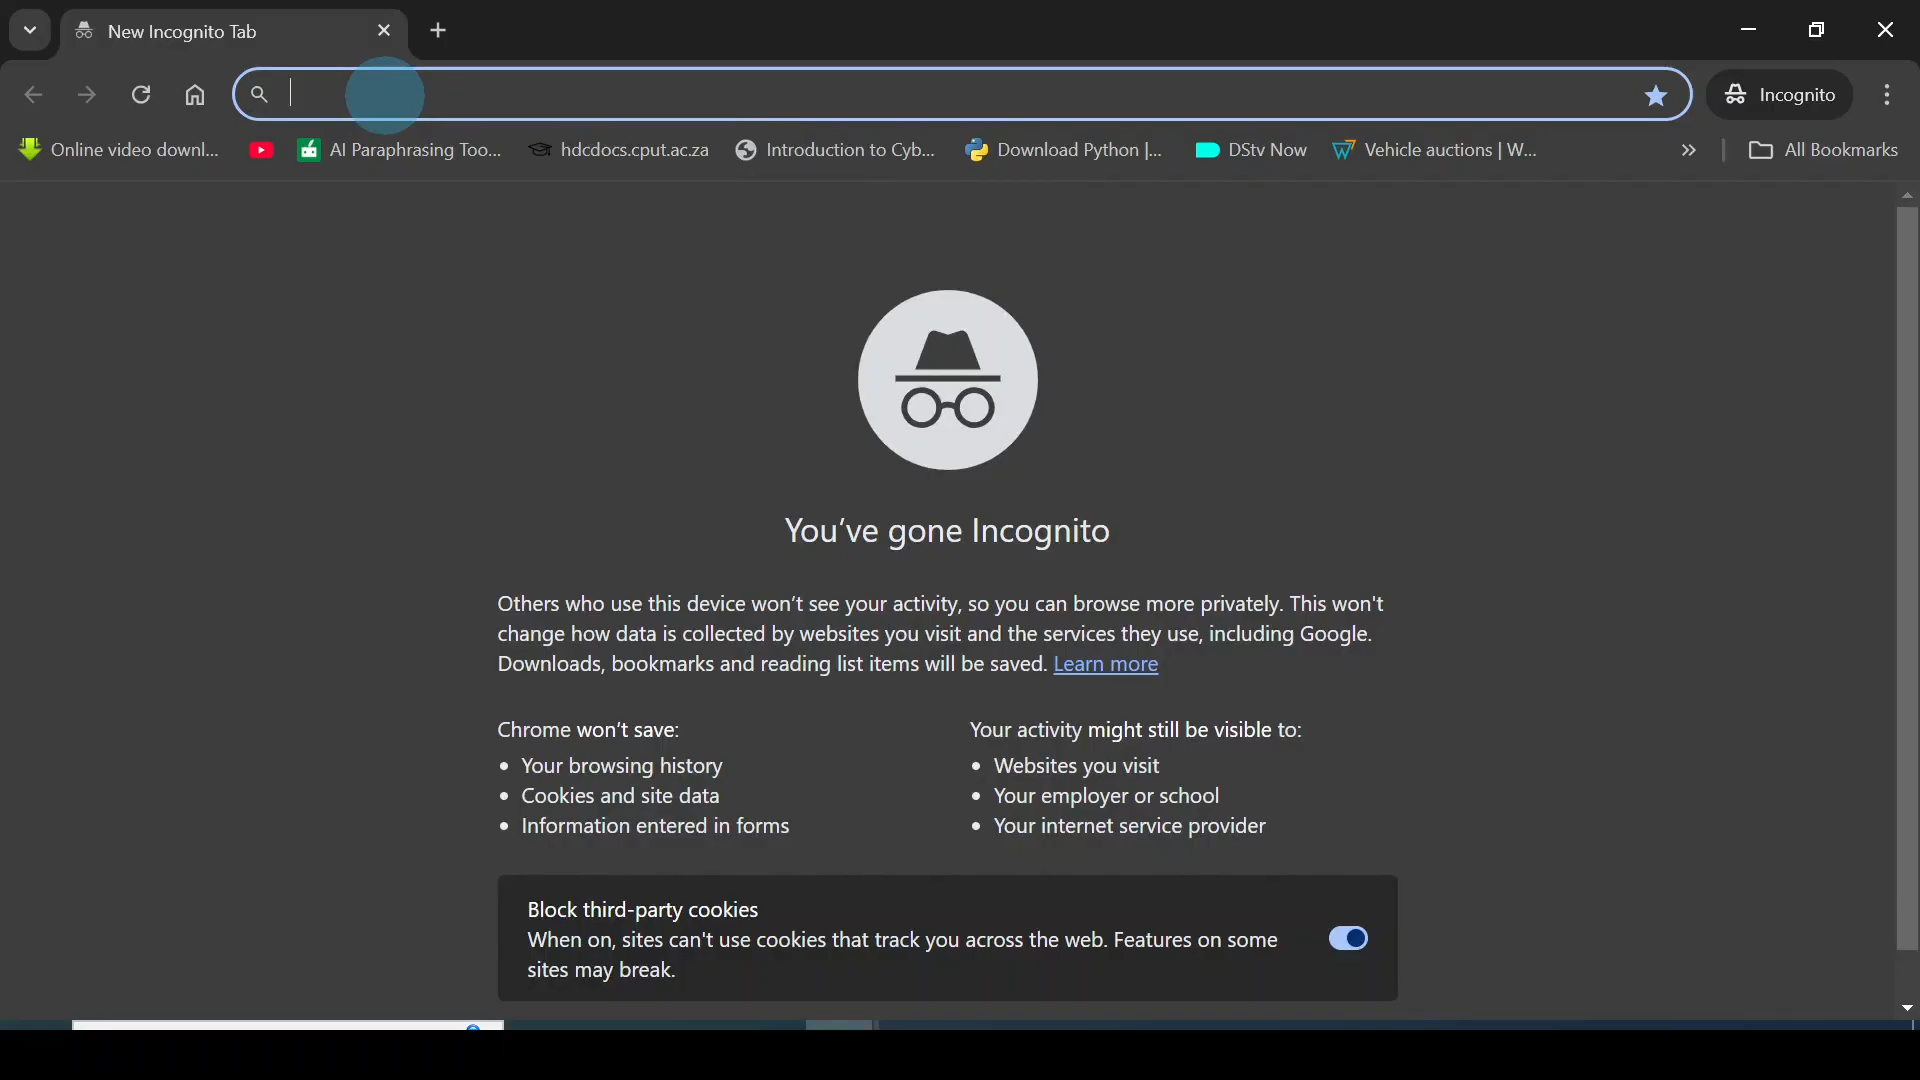 New Incognito Tab
Incognito
Online video downl...
AI Paraphrasing Too...
hdcdocs.cput.ac.za
Introduction to Cyb...
Download Python |...
DStv Now
Vehicle auctions | W...
All Bookmarks
You've gone Incognito
Others who use this device won't see your activity, so you can browse more privately. This won't
change how data is collected by websites you visit and the services they use, including Google.
Downloads, bookmarks and reading list items will be saved. Learn more
Chrome won't save:
Your browsing history
Cookies and site data
Information entered in forms
Your activity might still be visible to:
Websites you visit
Your employer or school
Your internet service provider
Block third-party cookies
When on, sites can't use cookies that track you across the web. Features on some
sites may break.